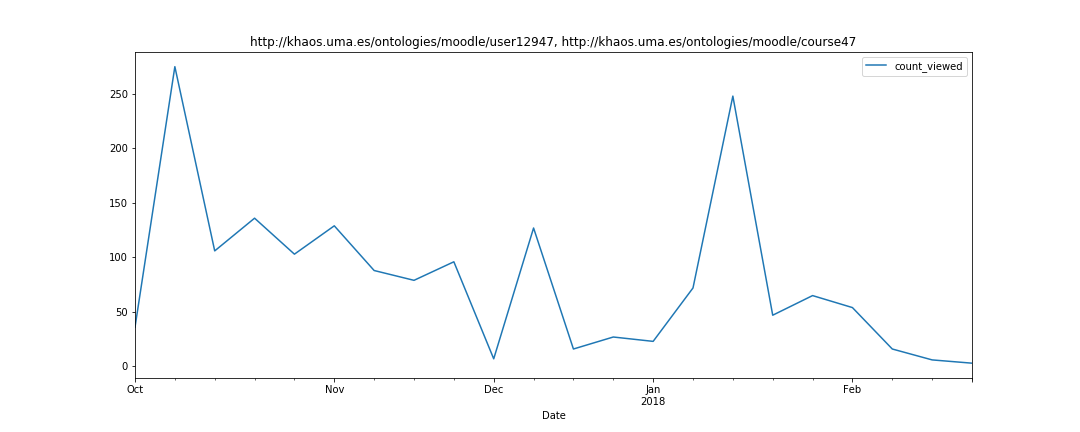 http://khaos.uma.es/ontologies/moodle/user12947, http://khaos.uma.es/ontologies/moodle/course47
count_viewed
250
200
150
100
50
0
Oct
Nov
Dec
Jan
2018
Feb
Date